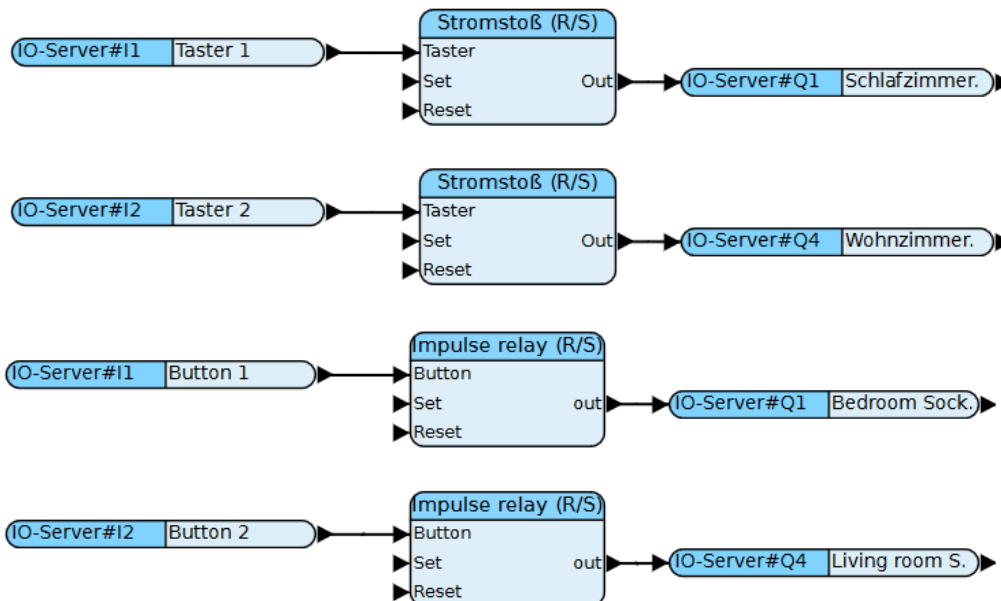 Stromstoß (R/S)
IO-Server#I1 Taster 1
Taster
Set
Out
Reset
IO-Server#Q1 Schlafzimmer.
Stromstoß (R/S)
IO-Server#I2 Taster 2
Taster
Set
Out
Reset
IO-Server#Q4 Wohnzimmer.
Impulse relay (R/S)
IO-Server#I1 Button 1
Button
Set
out
Reset
IO-Server#Q1 Bedroom Sock.
Impulse relay (R/S)
IO-Server#I2 Button 2
Button
Set
out
Reset
IO-Server#Q4 Living room S.